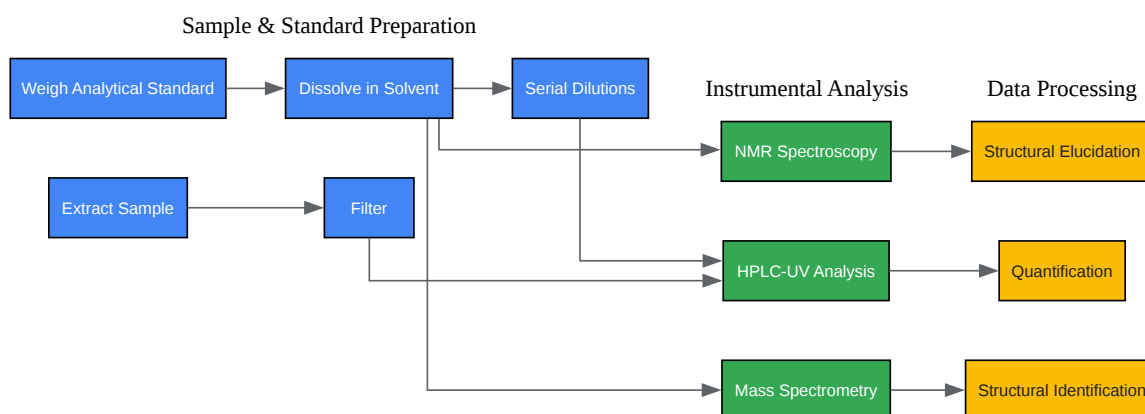 Sample & Standard Preparation
Weigh Analytical Standard
Dissolve in Solvent
Serial Dilutions
Instrumental Analysis
Data Processing
NMR Spectroscopy
Structural Elucidation
Extract Sample
Filter
HPLC-UV Analysis
Quantification
Mass Spectrometry
Structural Identification